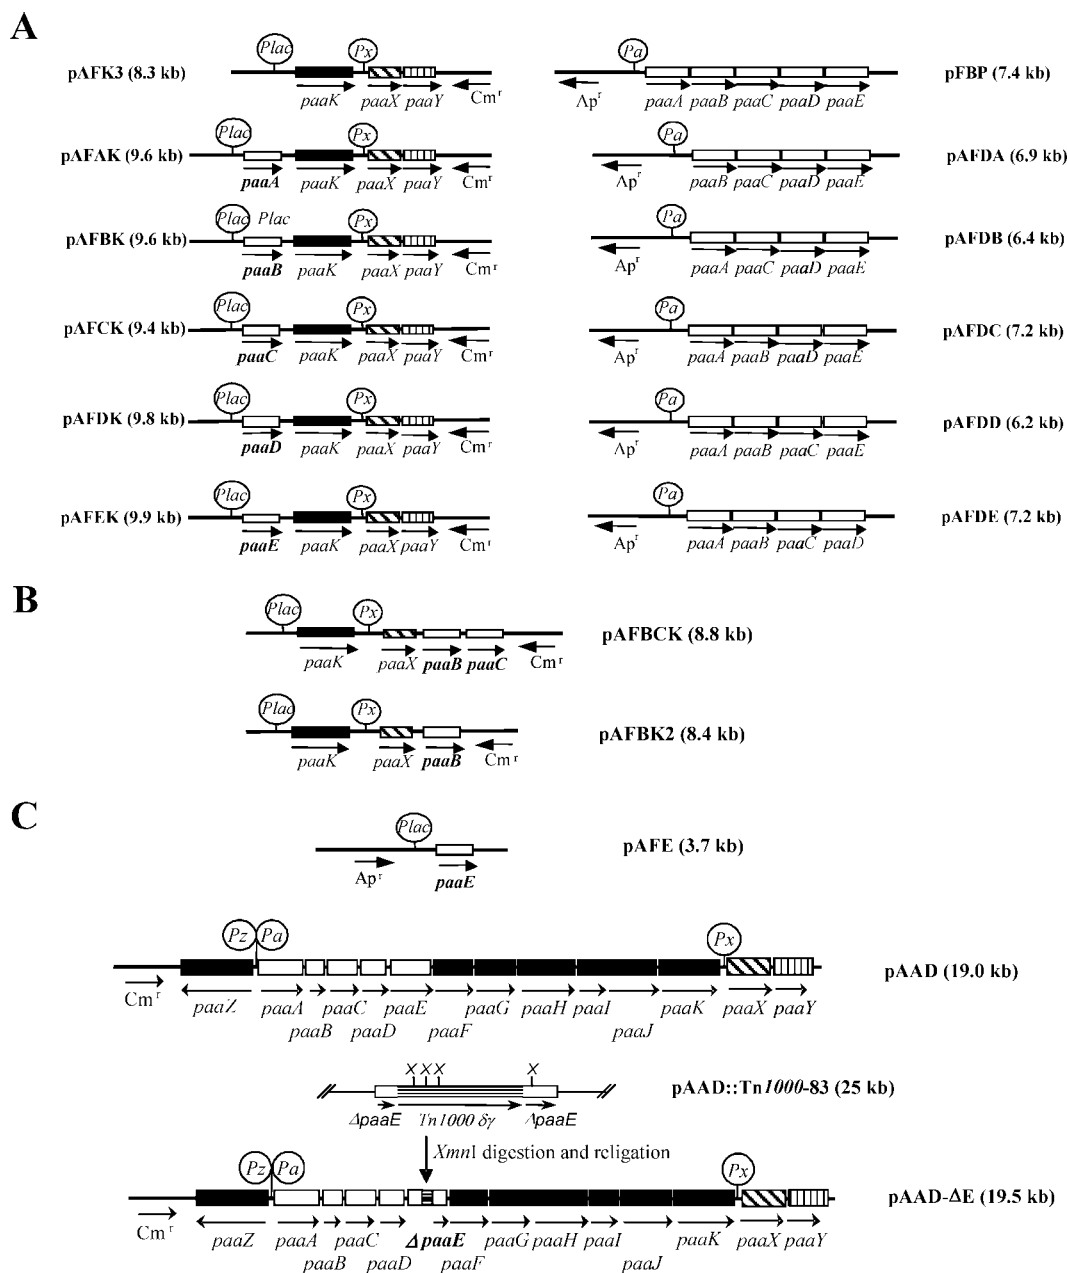 A
Plac Px Pa
pAFK3 (8.3 kb) pFBP (7.4 kb)
paaK paaX paaY Cmʳ Apʳ paaA paaB paaC paaD paaE
Plac Px Pa
pAFAK (9.6 kb) pAFDA (6.9 kb)
paaA paaK paaX paaY Cmʳ Apʳ paaB paaC paaD paaE
Plac Plac Px Pa
pAFBK (9.6 kb) pAFDB (6.4 kb)
paaB paaK paaX paaY Cmʳ Apʳ paaA paaC paaD paaE
Plac Px Pa
pAFCK (9.4 kb) pAFDC (7.2 kb)
paaC paaK paaX paaY Cmʳ Apʳ paaA paaB paaD paaE
Plac Px Pa
pAFDK (9.8 kb) pAFDD (6.2 kb)
paaD paaK paaX paaY Cmʳ Apʳ paaA paaB paaC paaE
Plac Px Pa
pAFEK (9.9 kb) pAFDE (7.2 kb)
paaE paaK paaX paaY Cmʳ Apʳ paaA paaB paaC paaD
B
Plac Px
pAFBCK (8.8 kb)
paaK paaX paaB paaC Cmʳ
Plac Px
pAFBK2 (8.4 kb)
paaK paaX paaB Cmʳ
C
Plac
pAFE (3.7 kb)
Apʳ paaE
Pz Pa Px
pAAD (19.0 kb)
Cmʳ paaZ paaA paaC paaE paaG paaH paaI paaK paaX paaY
paaB paaD paaF paaJ
X X X X
pAAD::Tn1000-83 (25 kb)
ΔpaaE Tn1000 δγ ΔpaaE
XmnI digestion and religation
Pz Pa Px
pAAD-ΔE (19.5 kb)
Cmʳ paaZ paaA paaC ΔpaaE paaG paaH paaI paaK paaX paaY
paaB paaD paaF paaJ